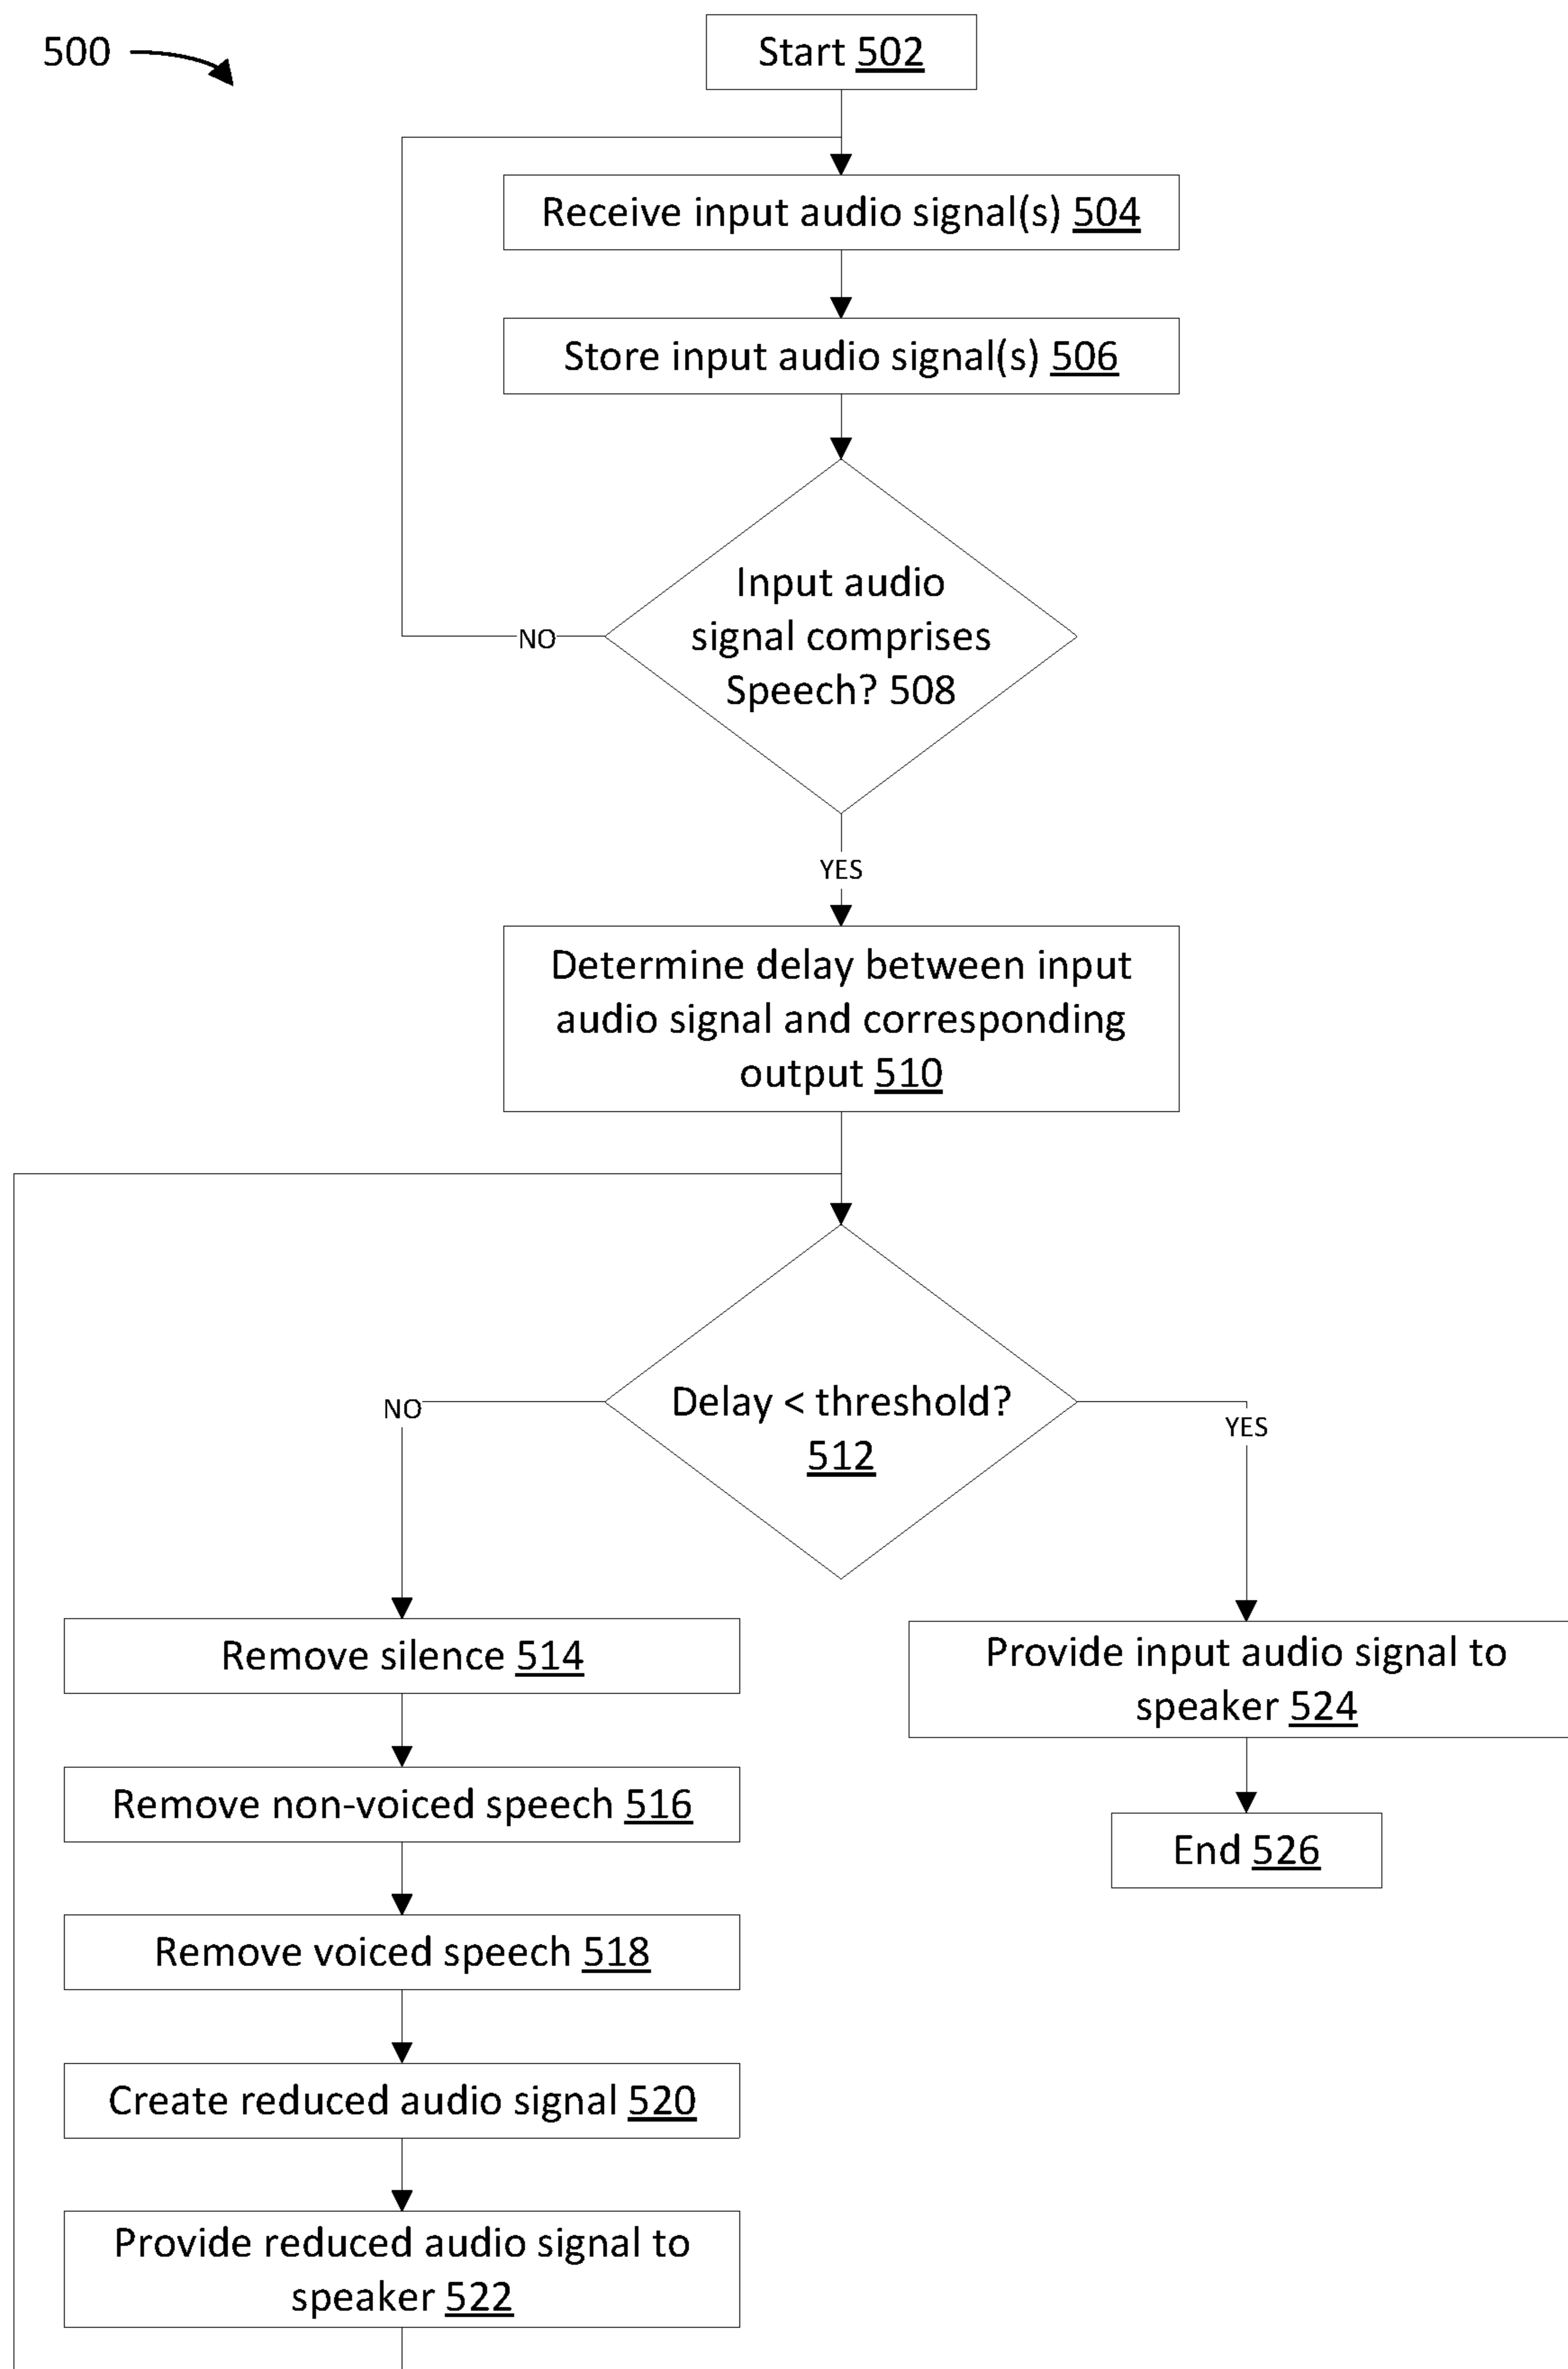 500
Start 502
Receive input audio signal(s) 504
Store input audio signal(s) 506
Input audio
signal comprises
Speech? 508
NO
YES
Determine delay between input
audio signal and corresponding
output 510
Delay < threshold?
512
NO
YES
Remove silence 514
Remove non-voiced speech 516
Remove voiced speech 518
Create reduced audio signal 520
Provide reduced audio signal to
speaker 522
Provide input audio signal to
speaker 524
End 526